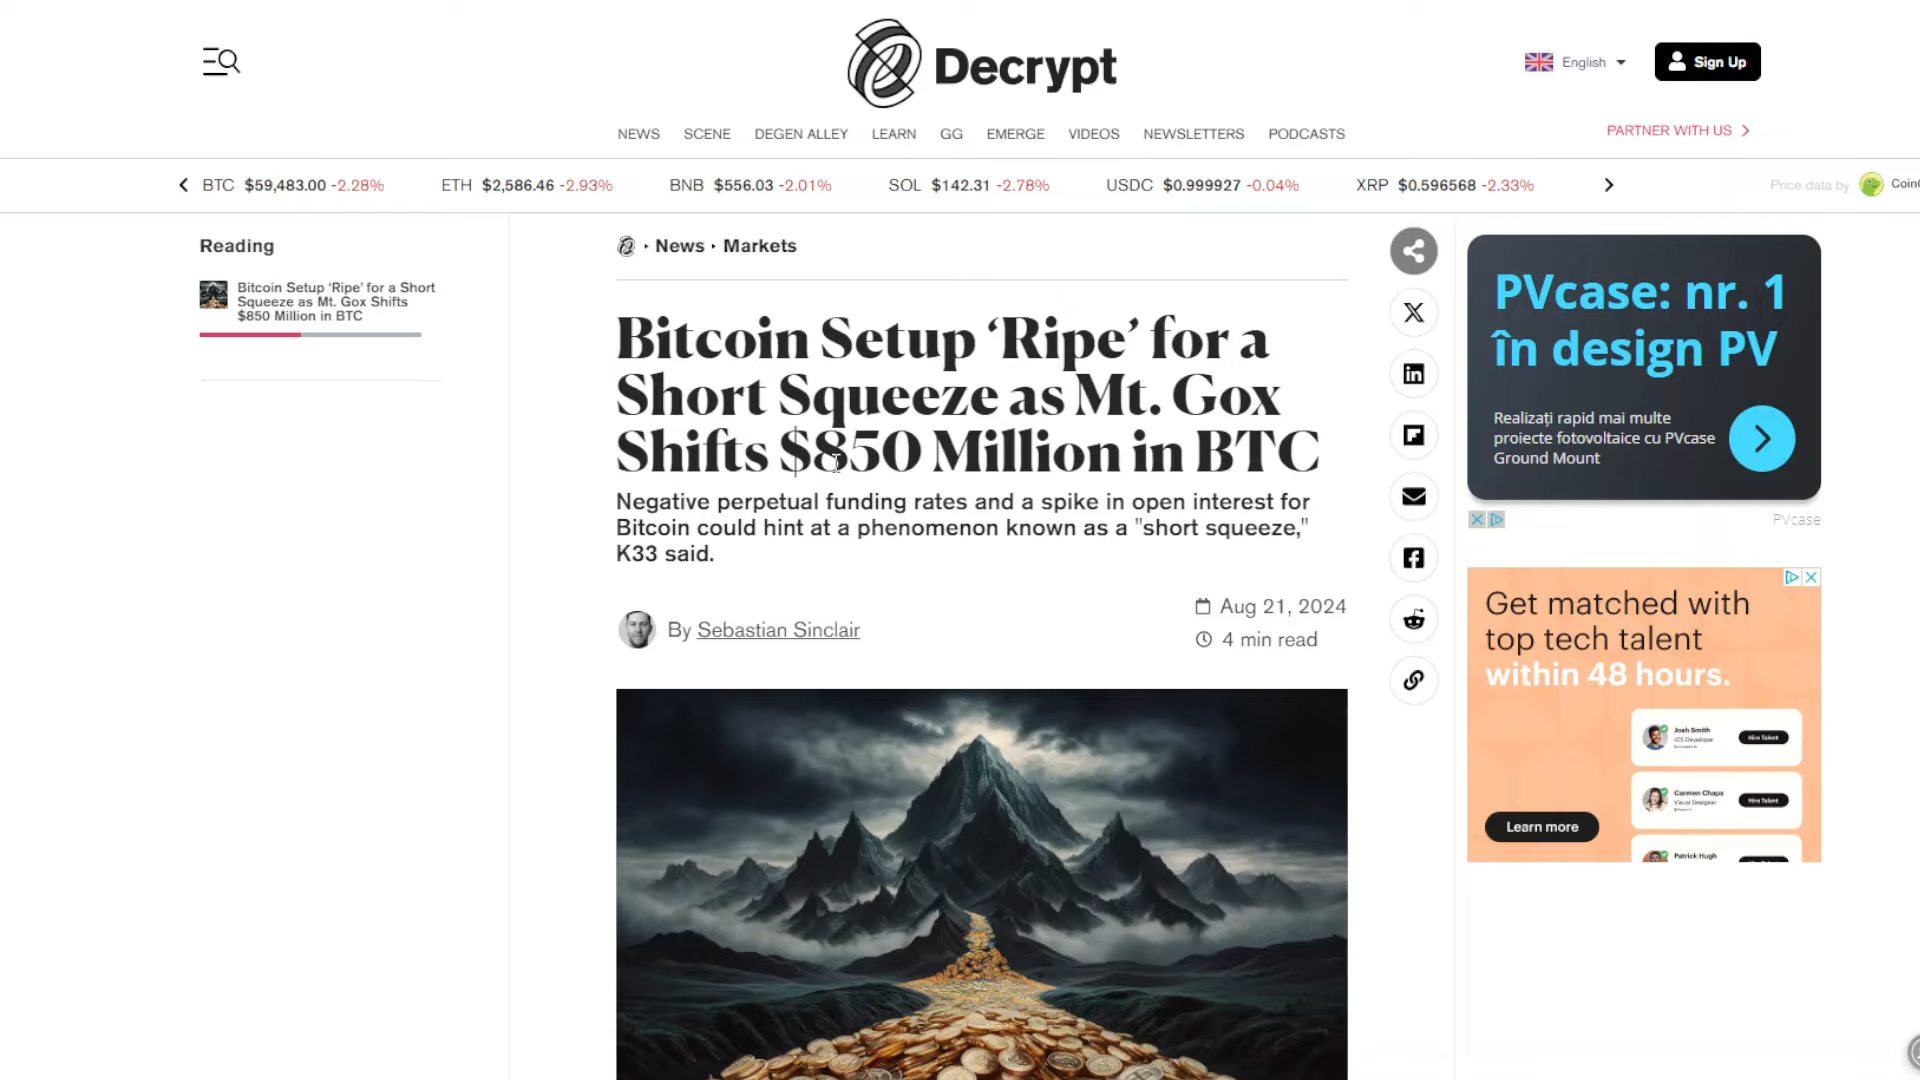 Decrypt
English
Sign Up
NEWS SCENE DEGEN ALLEY LEARN GG EMERGE VIDEOS NEWSLETTERS PODCASTS
PARTNER WITH US
BTC $59,483.00 -2.28% ETH $2,586.46 -2.93% BNB $556.03 -2.01% SOL $142.31 -2.78% USDC $0.999927 -0.04% XRP $0.596568 -2.33% Price data by
Reading
Bitcoin Setup ‘Ripe’ for a Short
Squeeze as Mt. Gox Shifts
$850 Million in BTC
News · Markets
Bitcoin Setup ‘Ripe’ for a
Short Squeeze as Mt. Gox
Shifts $850 Million in BTC
Negative perpetual funding rates and a spike in open interest for
Bitcoin could hint at a phenomenon known as a "short squeeze,"
K33 said.
By Sebastian Sinclair
Aug 21, 2024
4 min read
PVcase: nr. 1
în design PV
Realizați rapid mai multe
proiecte fotovoltaice cu PVcase
Ground Mount
PVcase
Get matched with
top tech talent
within 48 hours.
Josh Smith
iOS Developer
Hire Talent
Carmen Chapa
Visual Designer
Hire Talent
Patrick Hugh
Learn more